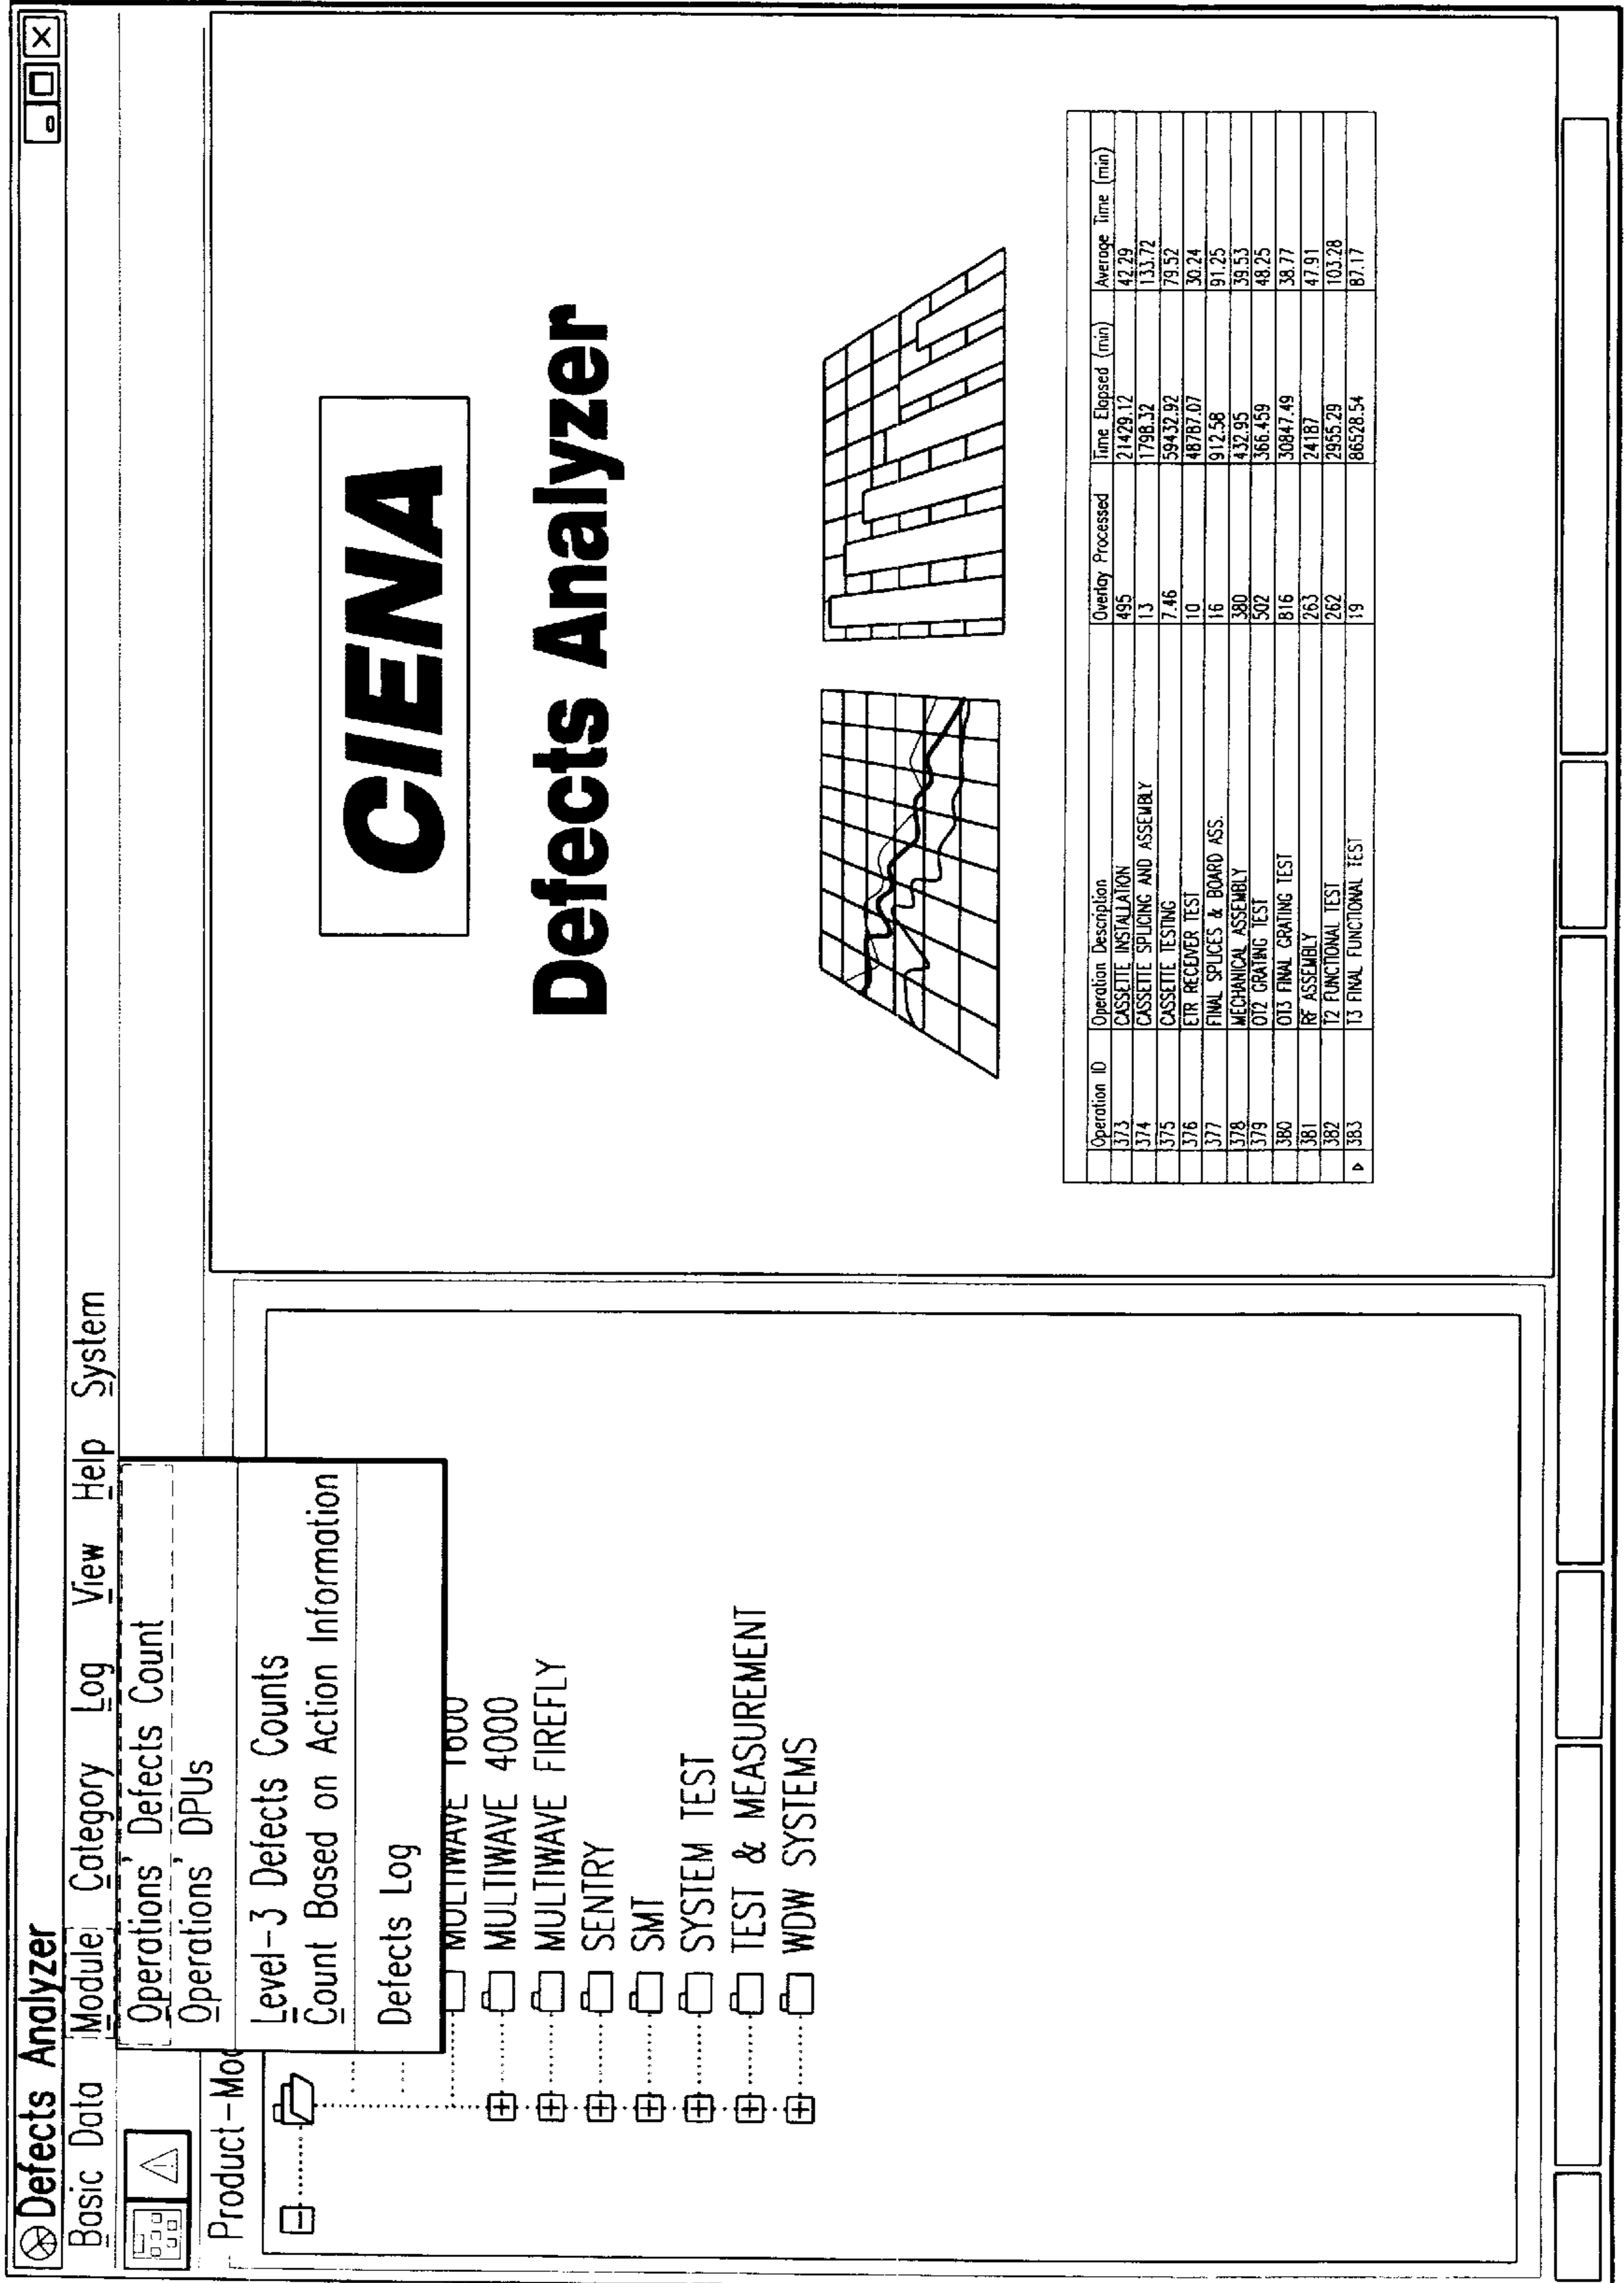 Defects Analyzer
Basic Data Module Category Log View Help System
Operations' Defects Count
Operations' DPUs
Level-3 Defects Counts
Count Based on Action Information
Defects Log
Product-Mod
MULTIWAVE 1600
MULTIWAVE 4000
MULTIWAVE FIREFLY
SENTRY
SMT
SYSTEM TEST
TEST & MEASUREMENT
WDW SYSTEMS
CIENA
Defects Analyzer
Operation ID Operation Description Overlay Processed Time Elapsed (min) Average Time (min)
373 CASSETTE INSTALLATION 495 21429.12 42.29
374 CASSETTE SPLICING AND ASSEMBLY 13 1798.32 133.72
375 CASSETTE TESTING 7.46 59432.92 79.52
376 ETR RECEIVER TEST 10 48787.07 30.24
377 FINAL SPLICES & BOARD ASS. 16 912.58 91.25
378 MECHANICAL ASSEMBLY 380 432.95 39.53
379 OT2 GRATING TEST 502 366.459 48.25
380 OT3 FINAL GRATING TEST 816 30847.49 38.77
381 RF ASSEMBLY 263 24187 47.91
382 T2 FUNCTIONAL TEST 262 2955.29 103.28
383 T3 FINAL FUNCTIONAL TEST 19 86528.54 87.17